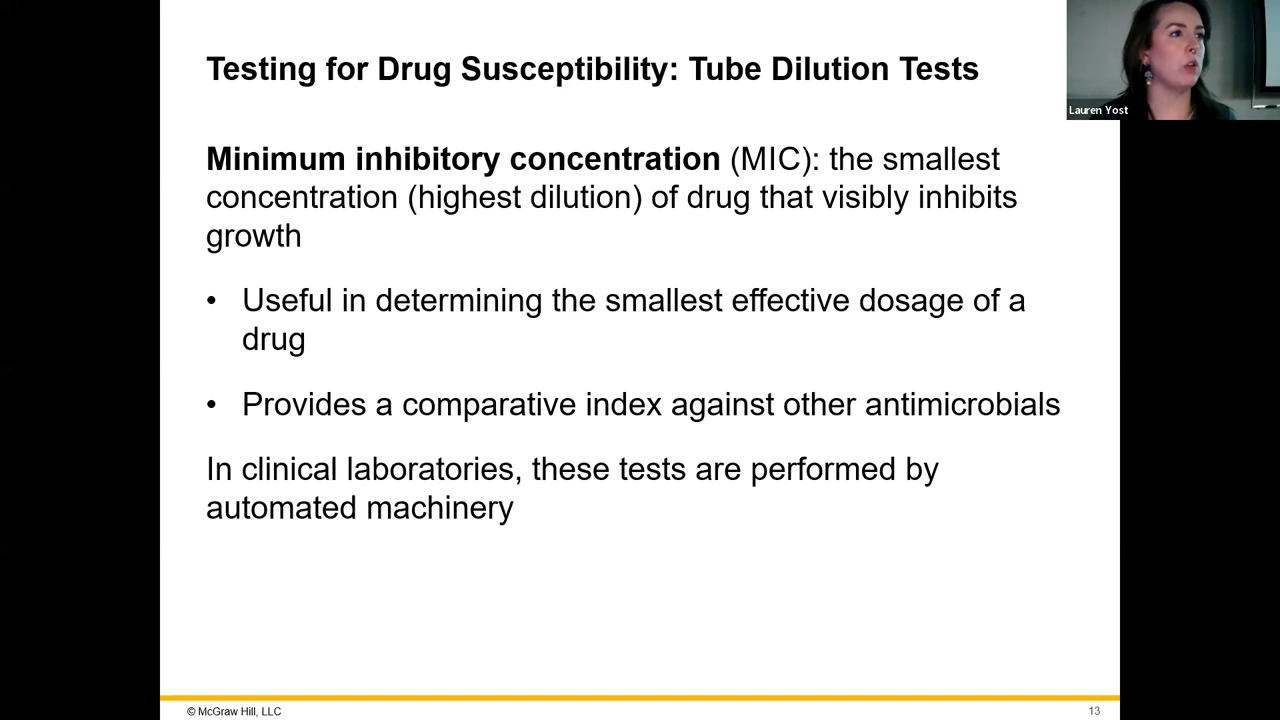 Testing for Drug Susceptibility: Tube Dilution Tests
Lauren Yost
Minimum inhibitory concentration (MIC): the smallest
concentration (highest dilution) of drug that visibly inhibits
growth
• Useful in determining the smallest effective dosage of a
drug
• Provides a comparative index against other antimicrobials
In clinical laboratories, these tests are performed by
automated machinery
© McGraw Hill, LLC
13